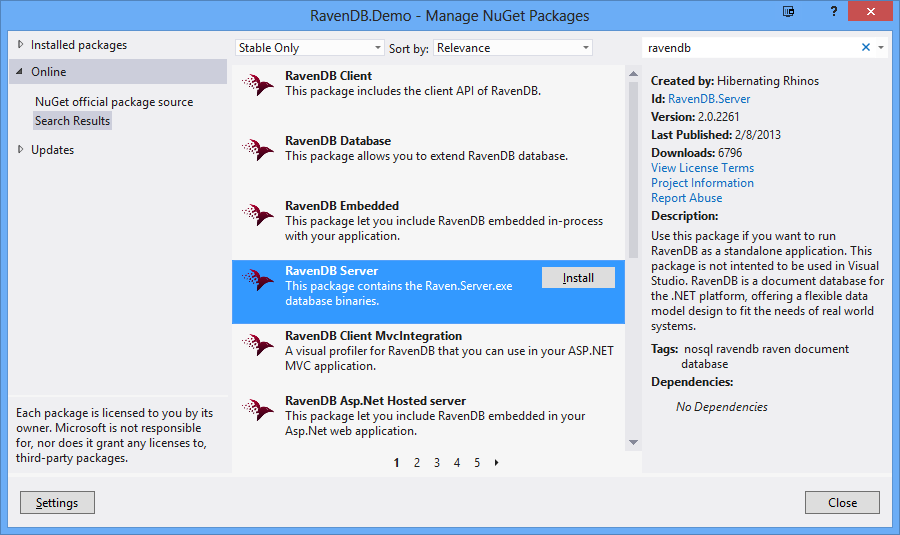 RavenDB.Demo - Manage NuGet Packages
?
Installed packages
Online
NuGet official package source
Search Results
Updates
Each package is licensed to you by its
owner. Microsoft is not responsible
for, nor does it grant any licenses to,
third-party packages.
Settings
Stable Only
Sort by:
Relevance
RavenDB Client
This package includes the client API of RavenDB.
RavenDB Database
This package allows you to extend RavenDB database.
RavenDB Embedded
This package let you include RavenDB embedded in-process
with your application.
RavenDB Server
This package contains the Raven.Server.exe
database binaries.
Install
RavenDB Client MvcIntegration
A visual profiler for RavenDB that you can use in your ASP.NET
MVC application.
RavenDB Asp.Net Hosted server
This package let you include RavenDB embedded in your
Asp.Net web application.
1 2 3 4 5
ravendb
Created by: Hibernating Rhinos
Id: RavenDB.Server
Version: 2.0.2261
Last Published: 2/8/2013
Downloads: 6796
View License Terms
Project Information
Report Abuse
Description:
Use this package if you want to run
RavenDB as a standalone application. This
package is not intented to be used in Visual
Studio. RavenDB is a document database for
the .NET platform, offering a flexible data
model design to fit the needs of real world
systems.
Tags: nosql ravendb raven document
database
Dependencies:
No Dependencies
Close